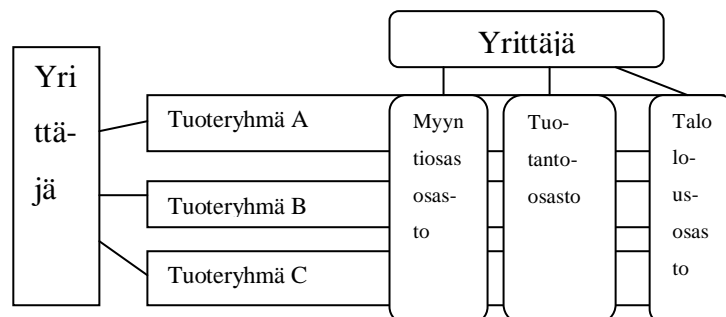 Yrittäjä
Yri
ttä-
jä
Tuoteryhmä A
Tuoteryhmä B
Tuoteryhmä C
Myyn
tiosas
osas-
to
Tuo-
tanto-
osasto
Talo
lo-
us-
osas
to